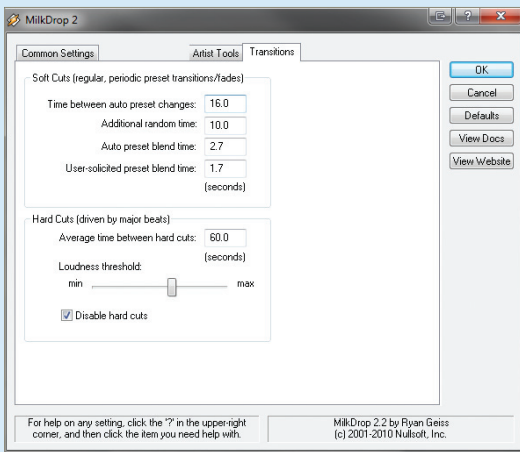 MilkDrop 2
Common Settings
Artist Tools
Transitions
Soft Cuts (regular, periodic preset transitions/fades)
Time between auto preset changes: 16.0
Additional random time: 10.0
Auto preset blend time: 2.7
User-solicited preset blend time: 1.7
(seconds)
Hard Cuts (driven by major beats)
Average time between hard cuts: 60.0
(seconds)
Loudness threshold:
min max
Disable hard cuts
OK
Cancel
Defaults
View Docs
View Website
For help on any setting, click the '?' in the upper-right
corner, and then click the item you need help with.
MilkDrop 2.2 by Ryan Geiss
(c) 2001-2010 Nullsoft, Inc.